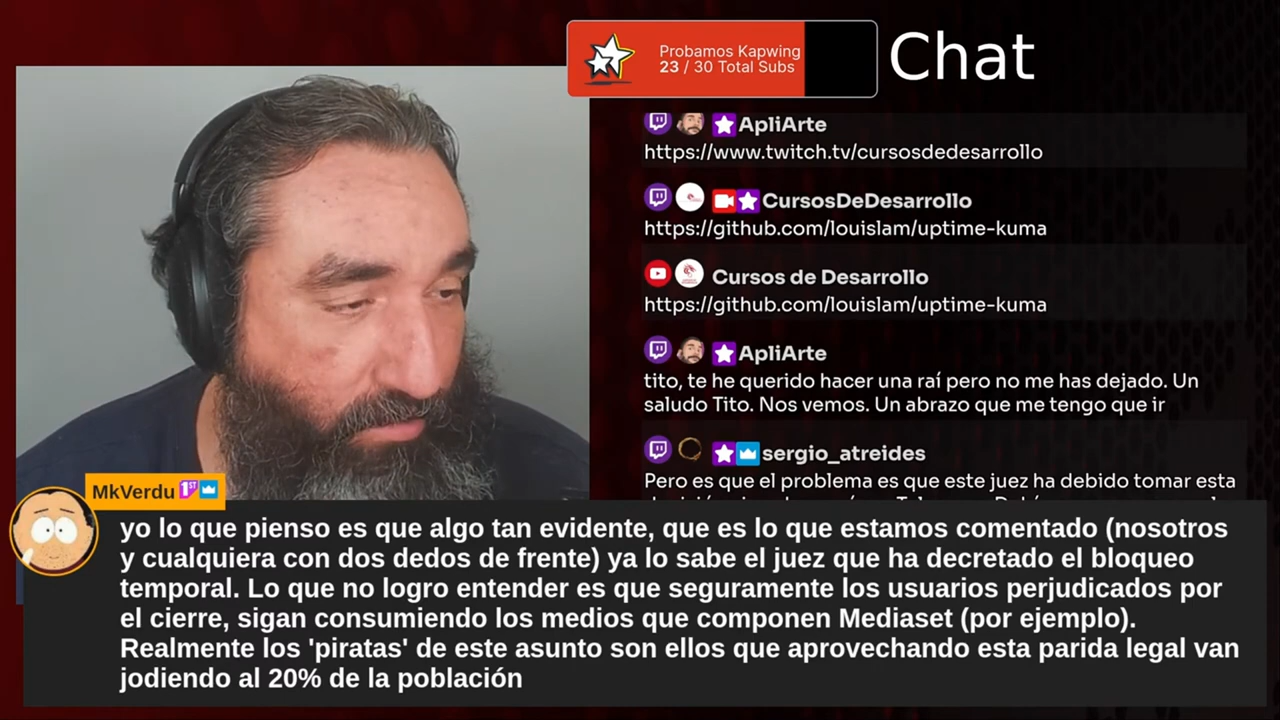 Probamos Kapwing
23 / 30 Total Subs
Chat
ApliArte
https://www.twitch.tv/cursosdedesarrollo
CursosDeDesarrollo
https://github.com/louislam/uptime-kuma
Cursos de Desarrollo
https://github.com/louislam/uptime-kuma
ApliArte
tito, te he querido hacer una raí pero no me has dejado. Un
saludo Tito. Nos vemos. Un abrazo que me tengo que ir
sergio_atreides
Pero es que el problema es que este juez ha debido tomar esta
MkVerdu 1ST
yo lo que pienso es que algo tan evidente, que es lo que estamos comentado (nosotros
y cualquiera con dos dedos de frente) ya lo sabe el juez que ha decretado el bloqueo
temporal. Lo que no logro entender es que seguramente los usuarios perjudicados por
el cierre, sigan consumiendo los medios que componen Mediaset (por ejemplo).
Realmente los 'piratas' de este asunto son ellos que aprovechando esta parida legal van
jodiendo al 20% de la población